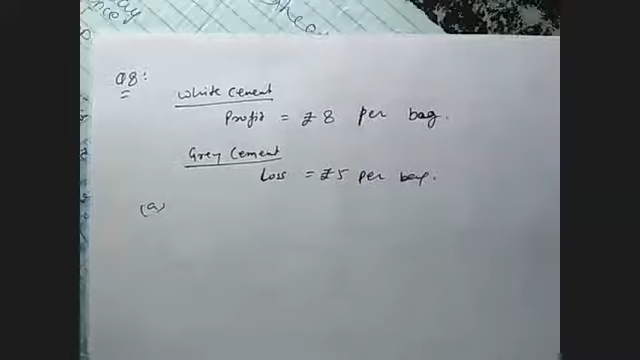 Q8:
White Cement
Profit = ₹ 8 per bag.
Grey Cement
Loss = ₹5 per bag.
(a)